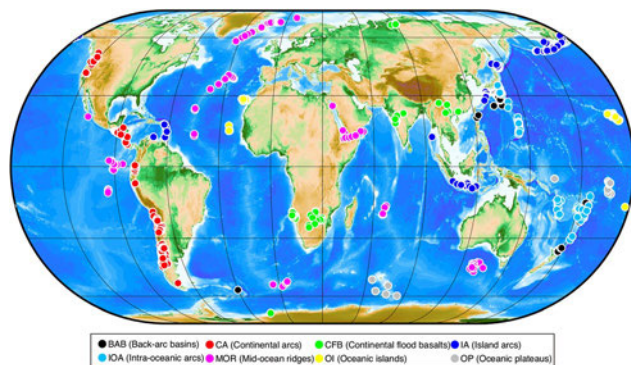 BAB (Back-arc basins) CA (Continental arcs) CFB (Continental flood basalts) IA (Island arcs)
IOA (Intra-oceanic arcs) MOR (Mid-ocean ridges) OI (Oceanic islands) OP (Oceanic plateaus)